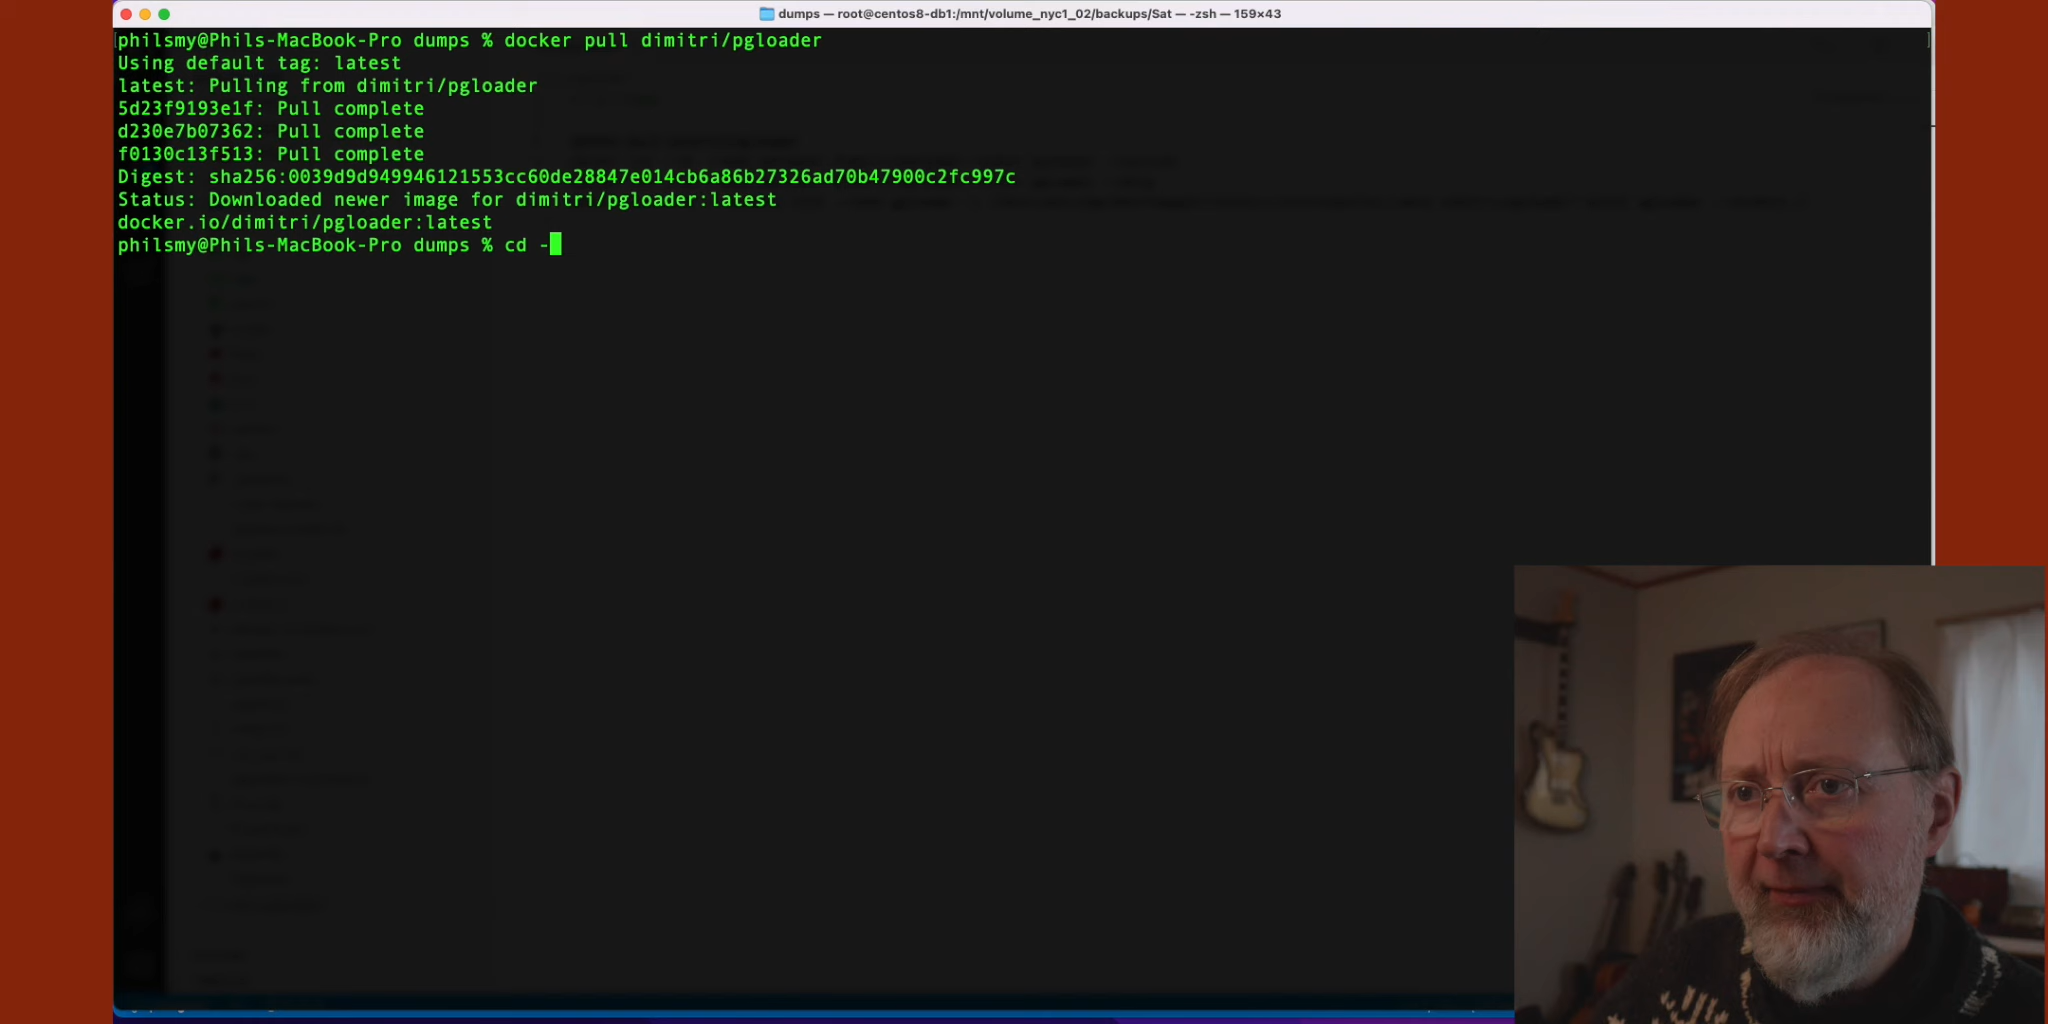 dumps — root@centos8-db1:/mnt/volume_nyc1_02/backups/Sat — -zsh — 159×43
philsmy@Phils-MacBook-Pro dumps % docker pull dimitri/pgloader
Using default tag: latest
latest: Pulling from dimitri/pgloader
5d23f9193e1f: Pull complete
d230e7b07362: Pull complete
f0130c13f513: Pull complete
Digest: sha256:0039d9d949946121553cc60de28847e014cb6a86b27326ad70b47900c2fc997c
Status: Downloaded newer image for dimitri/pgloader:latest
docker.io/dimitri/pgloader:latest
philsmy@Phils-MacBook-Pro dumps % cd -